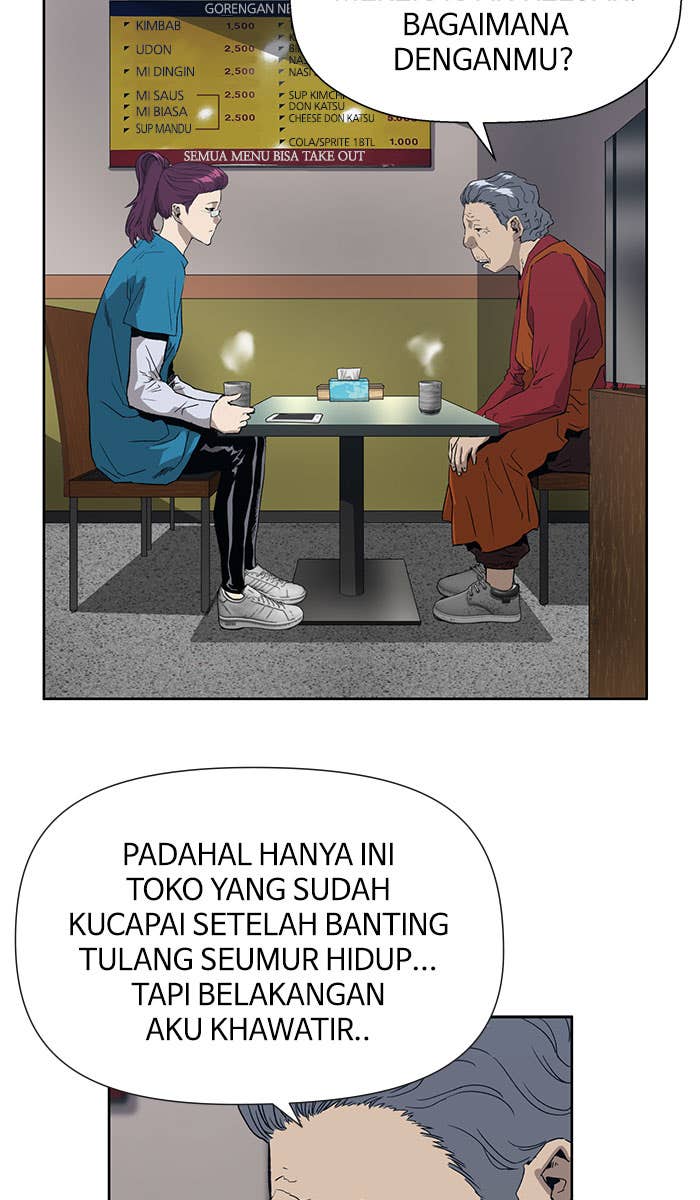 BAGAIMANA
DENGANMU?
GORENGAN
KIMBAB 1,500
UDON 2,500
MI DINGIN 2,500
MI SAUS 2,500
MI BIASA 2.500
SUP MANDU
SUP KIMCHI
DON KATSU
CHEESE DON KATSU
COLA/SPRITE 1BTL 1.000
SEMUA MENU BISA TAKE OUT
PADAHAL HANYA INI
TOKO YANG SUDAH
KUCAPAI SETELAH BANTING
TULANG SEUMUR HIDUP...
TAPI BELAKANGAN
AKU KHAWATIR..